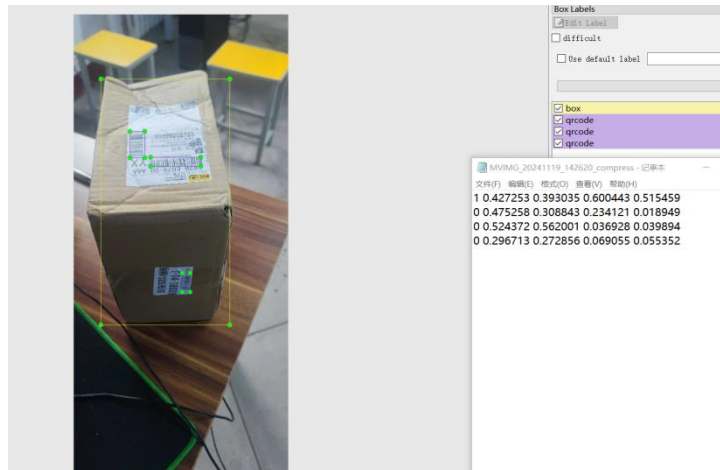 Box Labels
Edit Label
difficult
Use default label
box
qrcode
qrcode
qrcode
MVIMG_20241119_142620_compress - 记事本
文件(F) 编辑(E) 格式(O) 查看(V) 帮助(H)
1 0.427253 0.393035 0.600443 0.515459
0 0.475258 0.308843 0.234121 0.018949
0 0.524372 0.562001 0.036928 0.039894
0 0.296713 0.272856 0.069055 0.055352